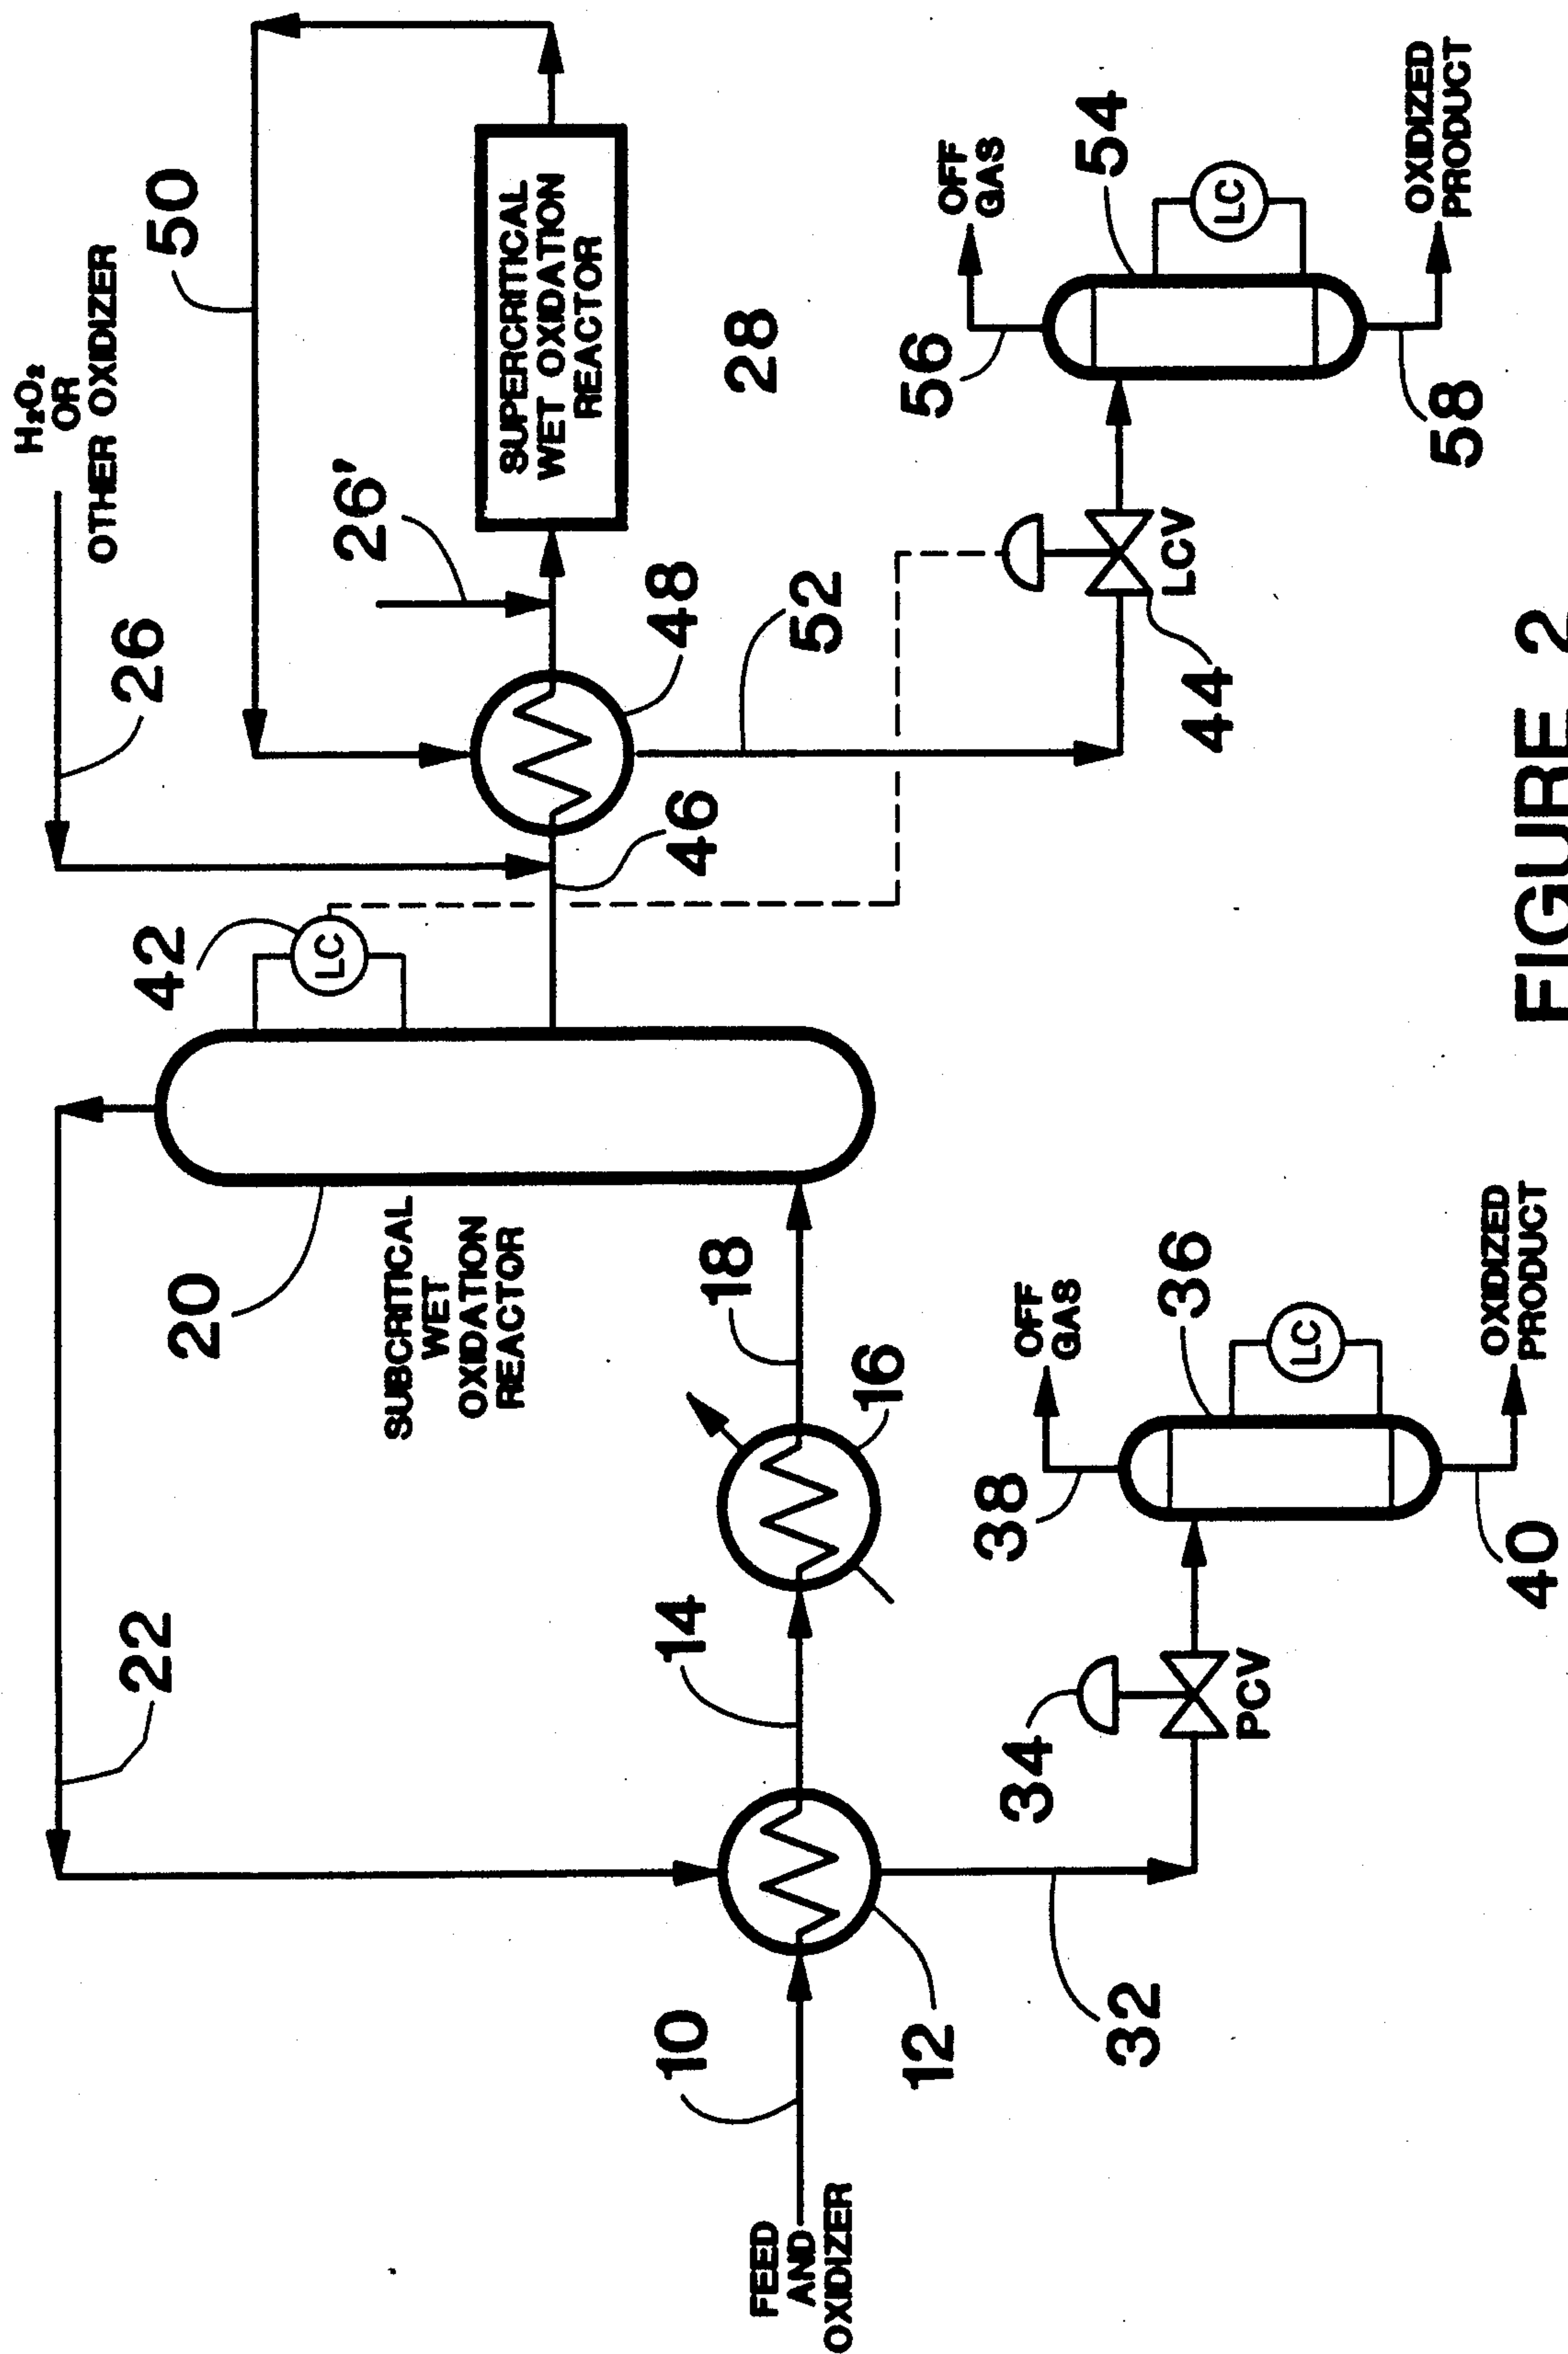 H₂O₂
OR
OTHER OXIDIZER
26
50
22
42
26'
SUPERCRITICAL
WET OXIDATION
REACTOR
20
SUBCRITICAL
WET
OXIDATION
REACTOR
LC
46
48
28
10
14
18
16
52
FEED
AND
OXIDIZER
12
32
34
PCV
38
OFF
GAS
36
LC
40
OXIDIZED
PRODUCT
44
LCV
56
OFF
GAS
54
LC
58
OXIDIZED
PRODUCT
FIGURE 2